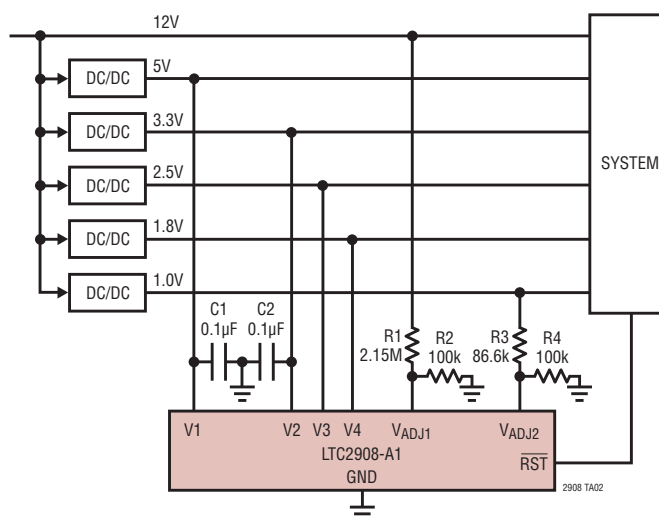 12V
5V
DC/DC
3.3V
DC/DC
2.5V
DC/DC
SYSTEM
1.8V
DC/DC
1.0V
DC/DC
C1
0.1µF
C2
0.1µF
R1
2.15M
R2
100k
R3
86.6k
R4
100k
V1
V2
V3
V4
VADJ1
VADJ2
LTC2908-A1
RST
GND
2908 TA02